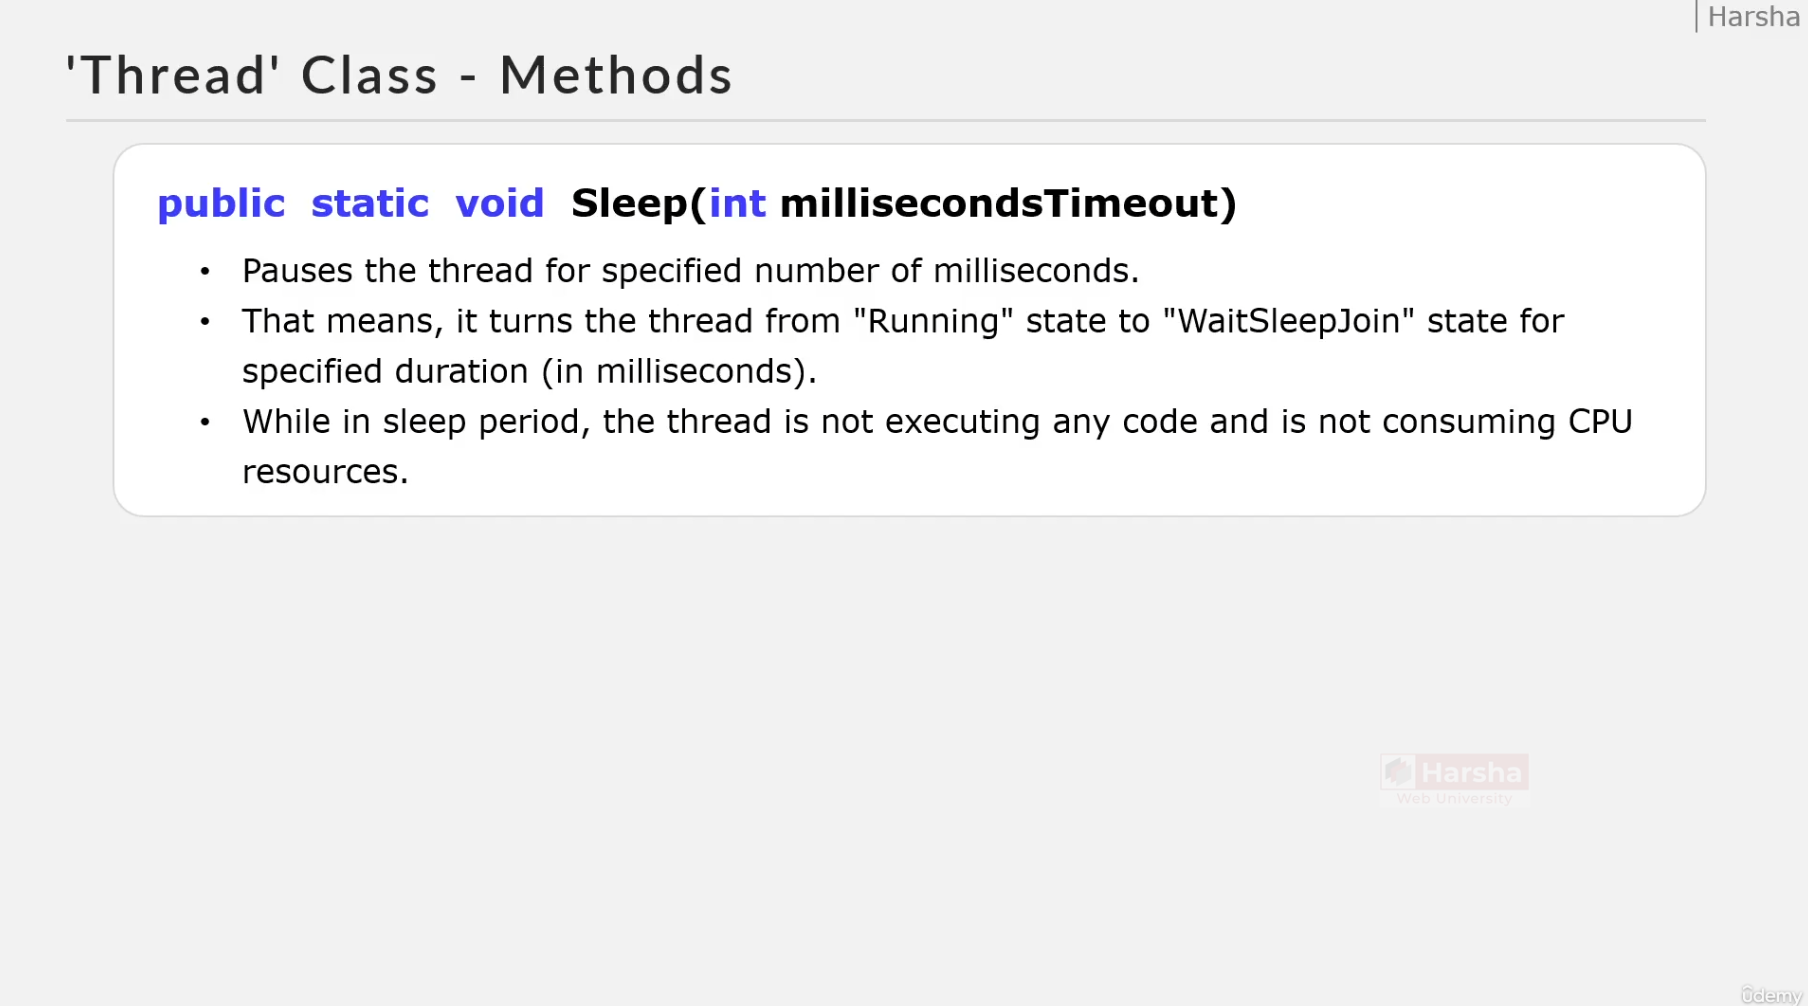 | Harsha
'Thread' Class - Methods
public static void Sleep(int millisecondsTimeout)
• Pauses the thread for specified number of milliseconds.
• That means, it turns the thread from "Running" state to "WaitSleepJoin" state for
specified duration (in milliseconds).
• While in sleep period, the thread is not executing any code and is not consuming CPU
resources.
Harsha
Web University
ûdemy